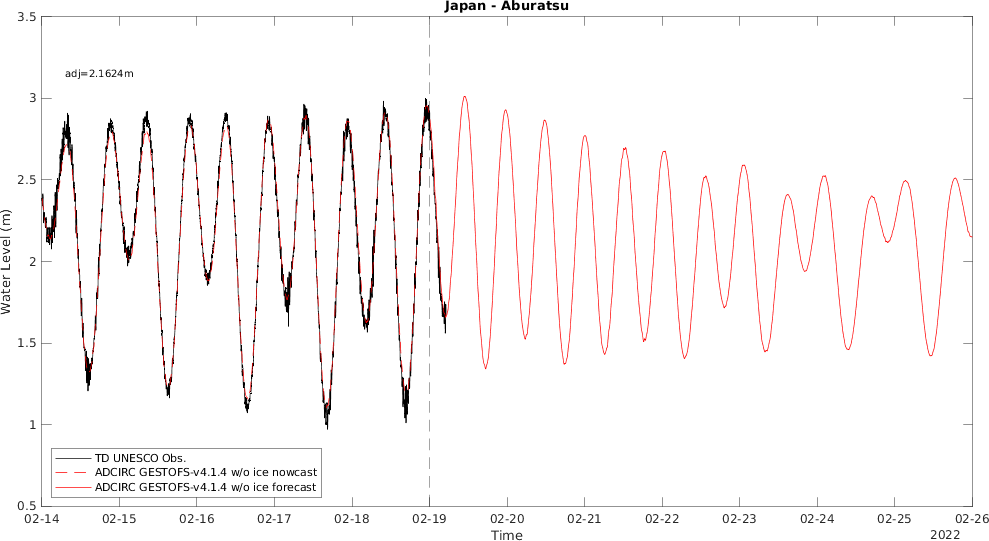 Japan - Aburatsu
3.5
3
2.5
2
1.5
1
0.5
Water Level (m)
adj=2.1624m
TD UNESCO Obs.
ADCIRC GESTOFS-v4.1.4 w/o ice nowcast
ADCIRC GESTOFS-v4.1.4 w/o ice forecast
02-14 02-15 02-16 02-17 02-18 02-19 02-20 02-21 02-22 02-23 02-24 02-25 02-26
Time
2022